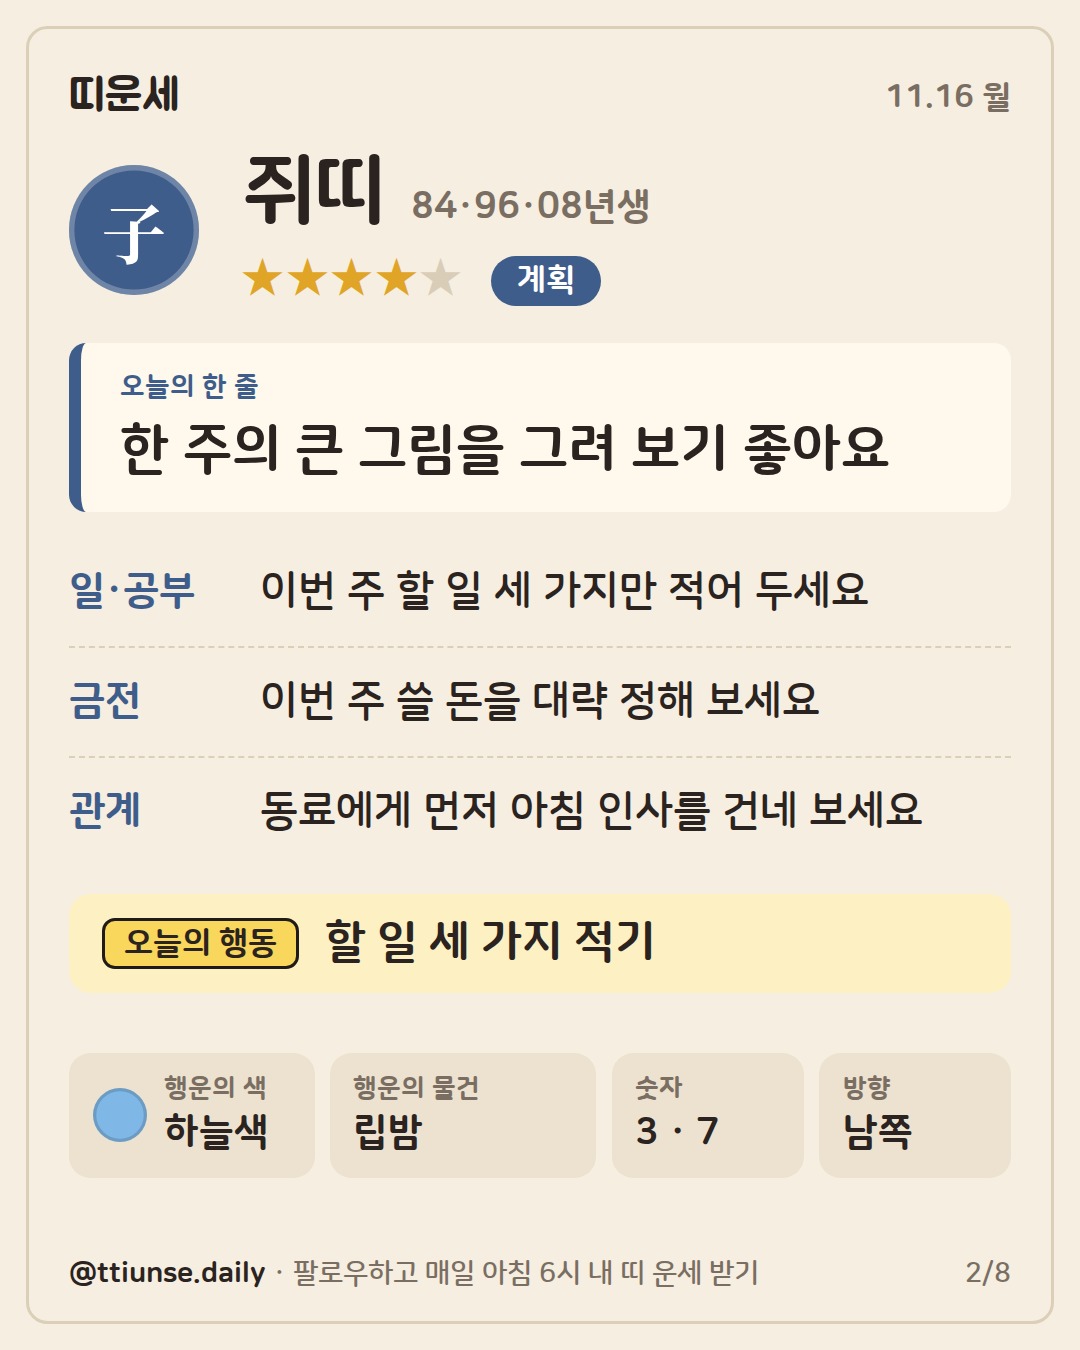 띠운세
11.16 월
子
쥐띠 84·96·08년생
★★★★★ 계획
오늘의 한 줄
한 주의 큰 그림을 그려 보기 좋아요
일·공부 이번 주 할 일 세 가지만 적어 두세요
금전 이번 주 쓸 돈을 대략 정해 보세요
관계 동료에게 먼저 아침 인사를 건네 보세요
오늘의 행동 할 일 세 가지 적기
행운의 색
하늘색
행운의 물건
립밤
숫자
3 · 7
방향
남쪽
@ttiunse.daily · 팔로우하고 매일 아침 6시 내 띠 운세 받기
2/8